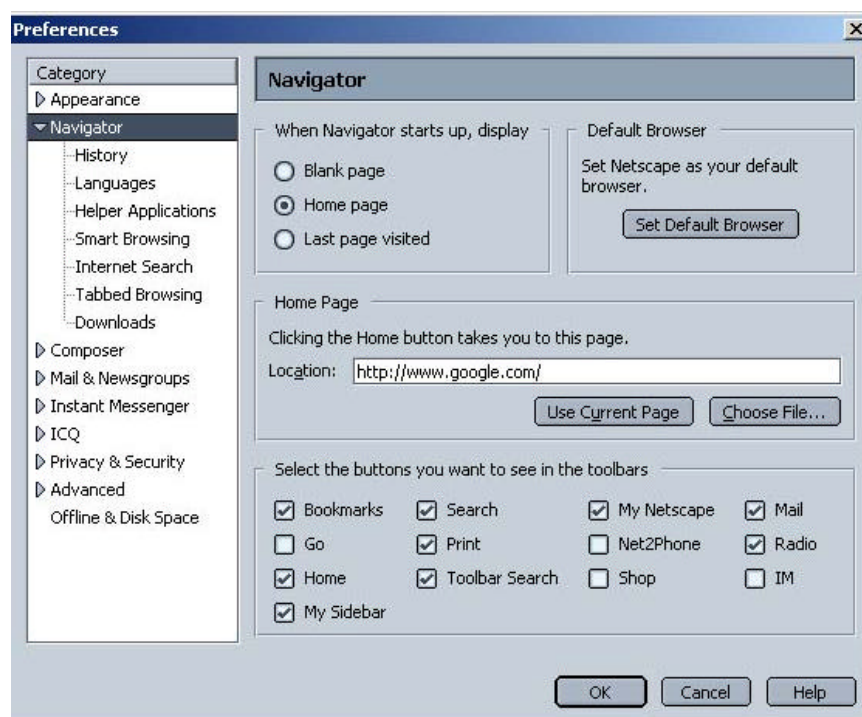 Preferences
Category
Appearance
Navigator
History
Languages
Helper Applications
Smart Browsing
Internet Search
Tabbed Browsing
Downloads
Composer
Mail & Newsgroups
Instant Messenger
ICQ
Privacy & Security
Advanced
Offline & Disk Space
Navigator
When Navigator starts up, display
Blank page
Home page
Last page visited
Default Browser
Set Netscape as your default
browser.
Set Default Browser
Home Page
Clicking the Home button takes you to this page.
Location: http://www.google.com/
Use Current Page Choose File...
Select the buttons you want to see in the toolbars
Bookmarks Search My Netscape Mail
Go Print Net2Phone Radio
Home Toolbar Search Shop IM
My Sidebar
OK Cancel Help